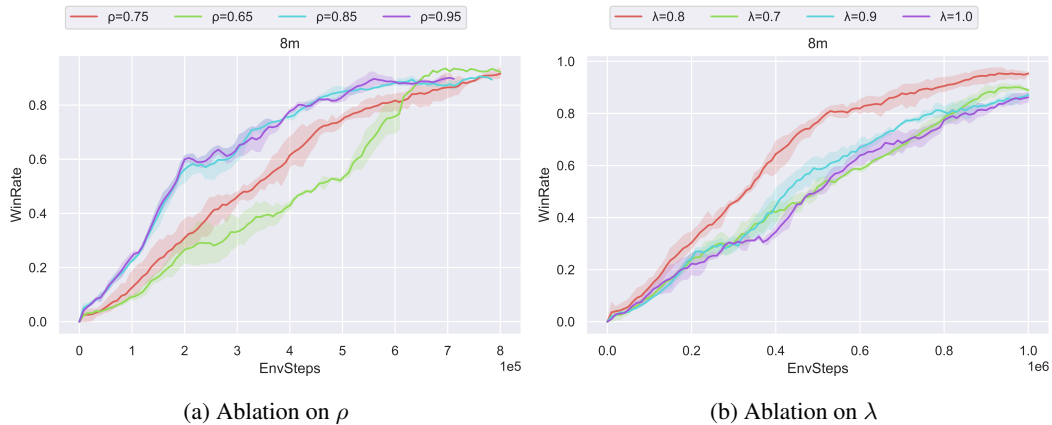 ρ=0.75 ρ=0.65 ρ=0.85 ρ=0.95
8m
WinRate
0.8
0.6
0.4
0.2
0.0
0 1 2 3 4 5 6 7 8
1e5
EnvSteps
(a) Ablation on ρ
λ=0.8 λ=0.7 λ=0.9 λ=1.0
8m
WinRate
1.0
0.8
0.6
0.4
0.2
0.0
0.0 0.2 0.4 0.6 0.8 1.0
1e6
EnvSteps
(b) Ablation on λ